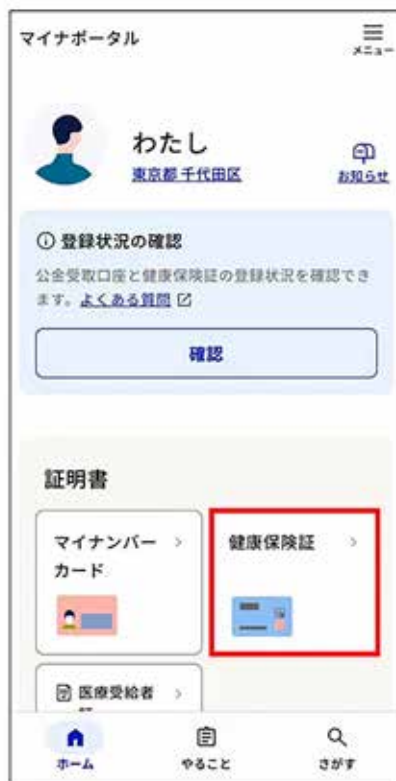 マイナポータル
メニュー
わたし
東京都 千代田区
お知らせ
登録状況の確認
公金受取口座と健康保険証の登録状況を確認でき
ます。よくある質問
確認
証明書
マイナンバー
カード
健康保険証
医療受給者
ホーム
やること
さがす